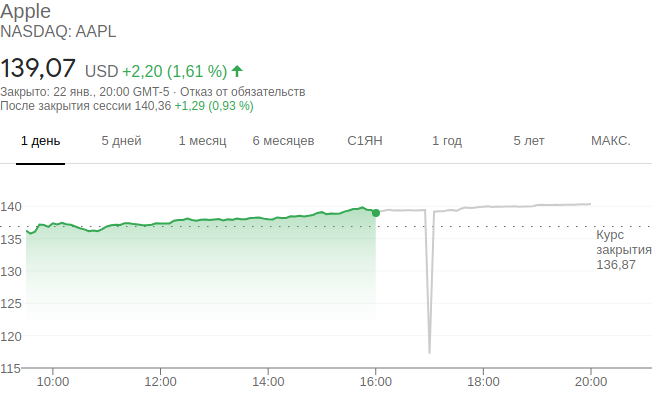 Apple
NASDAQ: AAPL
139,07 USD +2,20 (1,61 %)
Закрыто: 22 янв., 20:00 GMT-5 · Отказ от обязательств
После закрытия сессии 140,36 +1,29 (0,93 %)
1 день 5 дней 1 месяц 6 месяцев С1ЯН 1 год 5 лет МАКС.
140
135
130
125
120
115
Курс
закрытия
136,87
10:00 12:00 14:00 16:00 18:00 20:00